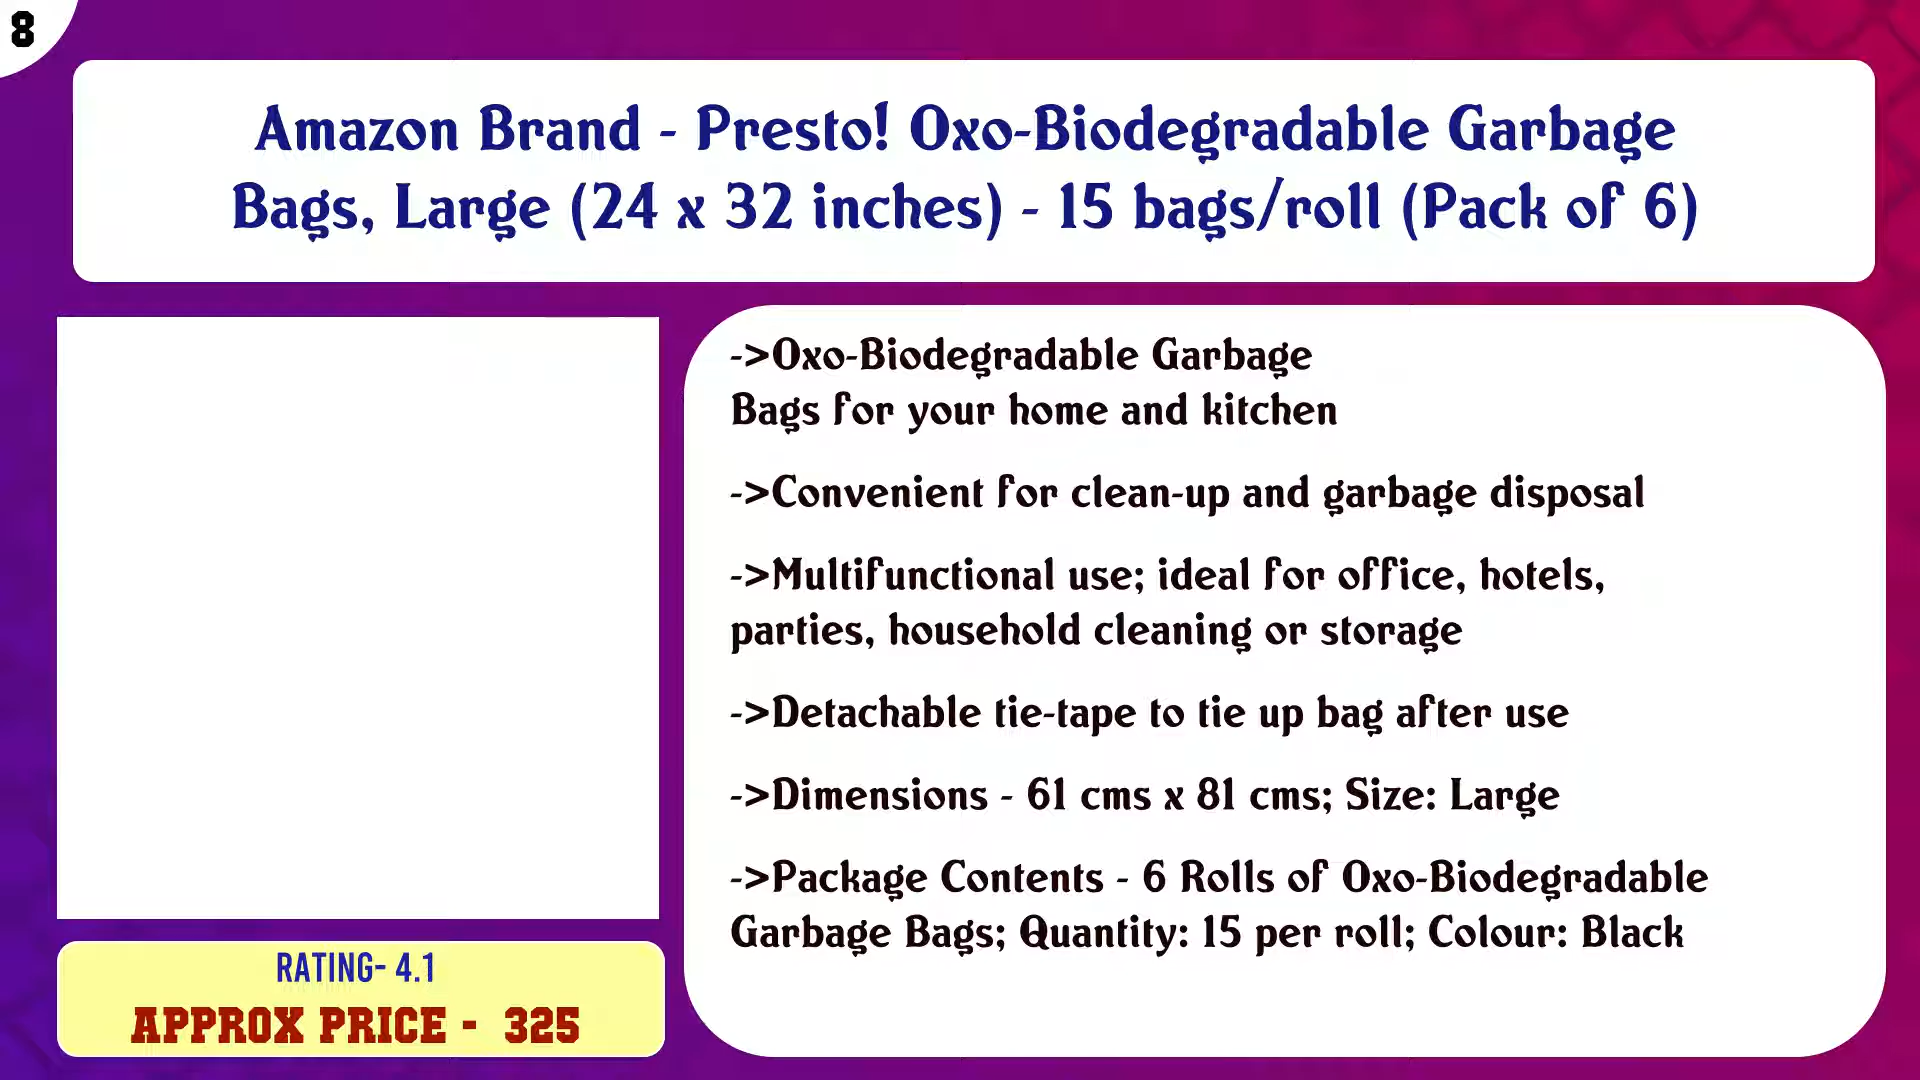 8
Amazon Brand - Presto! Oxo-Biodegradable Garbage
Bags, Large (24 x 32 inches) - 15 bags/roll (Pack of 6)
->Oxo-Biodegradable Garbage
Bags for your home and kitchen
->Convenient for clean-up and garbage disposal
->Multifunctional use; ideal for office, hotels,
parties, household cleaning or storage
->Detachable tie-tape to tie up bag after use
->Dimensions - 61 cms x 81 cms; Size: Large
->Package Contents - 6 Rolls of Oxo-Biodegradable
Garbage Bags; Quantity: 15 per roll; Colour: Black
RATING- 4.1
APPROX PRICE - 325